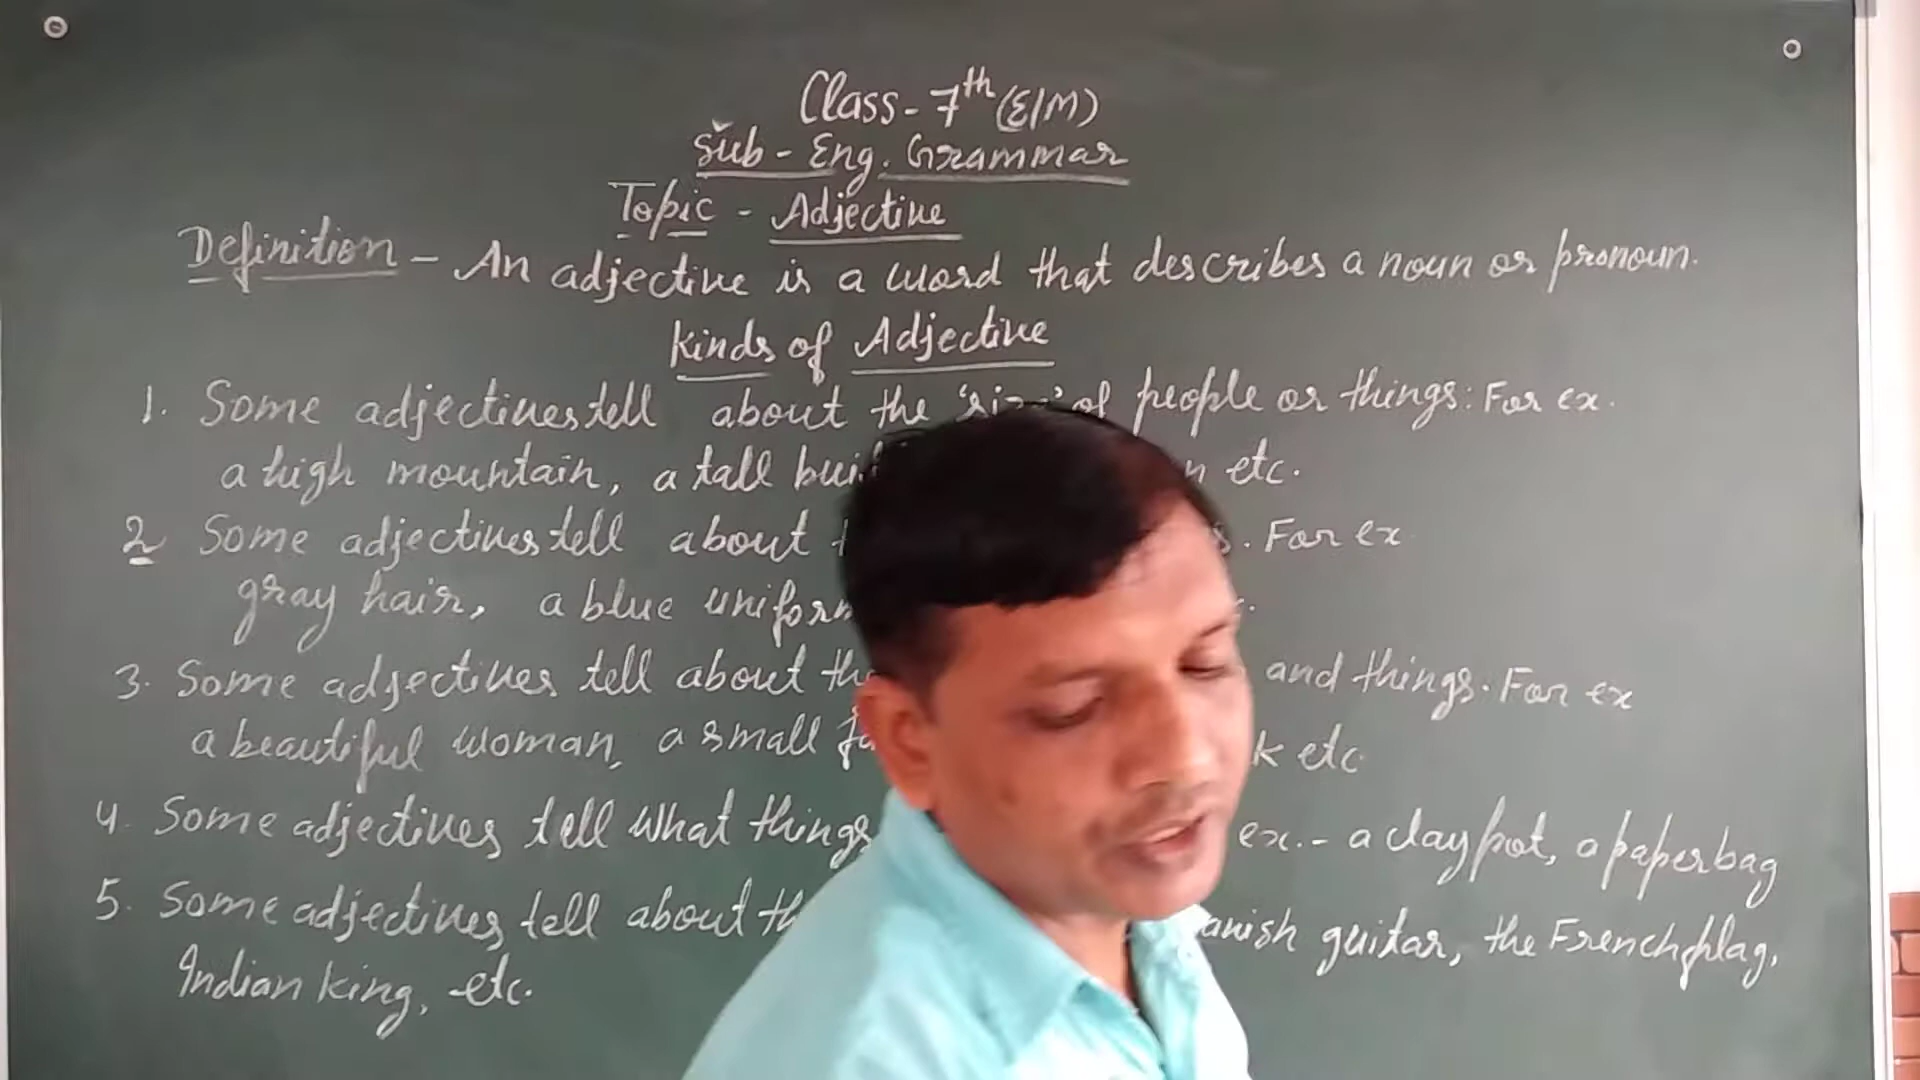 Class - 7th (E/M)
Sub - Eng. Grammar
Topic - Adjective
Definition - An adjective is a word that describes a noun or pronoun.
Kinds of Adjective
1. Some adjectives tell about the 'size' of people or things: For ex.
a high mountain, a tall etc.
2 Some adjectives tell about For ex
gray hair, a blue
3. Some adjectives tell about and things. For ex
a beautiful woman, a small etc
4. Some adjectives tell what things ex. - a clay pot, a paper bag
5. Some adjectives tell about guitar, the French flag,
Indian king, etc.